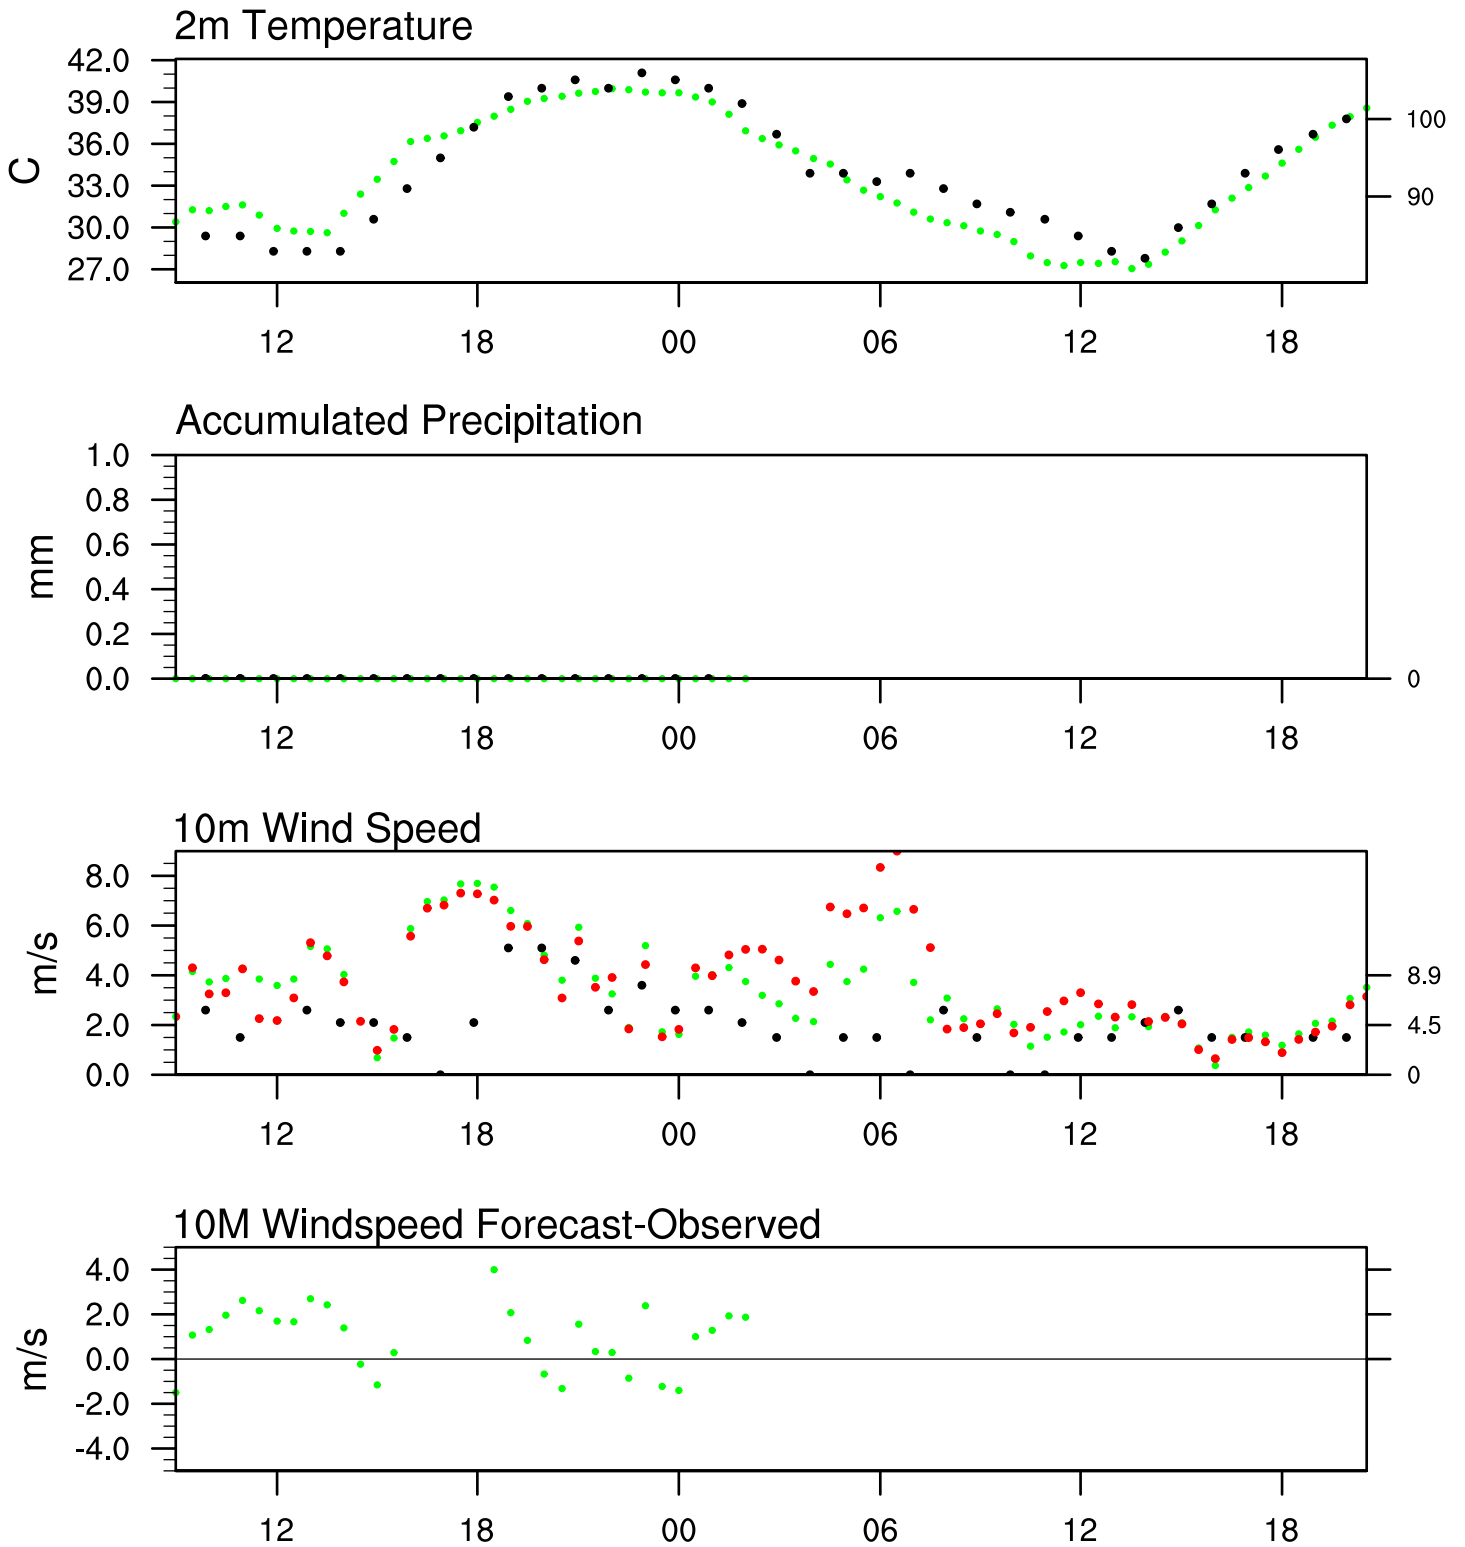 2m Temperature
42.0
39.0
36.0
33.0
30.0
27.0
C
100
90
12 18 00 06 12 18
Accumulated Precipitation
1.0
0.8
0.6
0.4
0.2
0.0
mm
0
12 18 00 06 12 18
10m Wind Speed
8.0
6.0
4.0
2.0
0.0
m/s
8.9
4.5
0
12 18 00 06 12 18
10M Windspeed Forecast-Observed
4.0
2.0
0.0
-2.0
-4.0
m/s
12 18 00 06 12 18